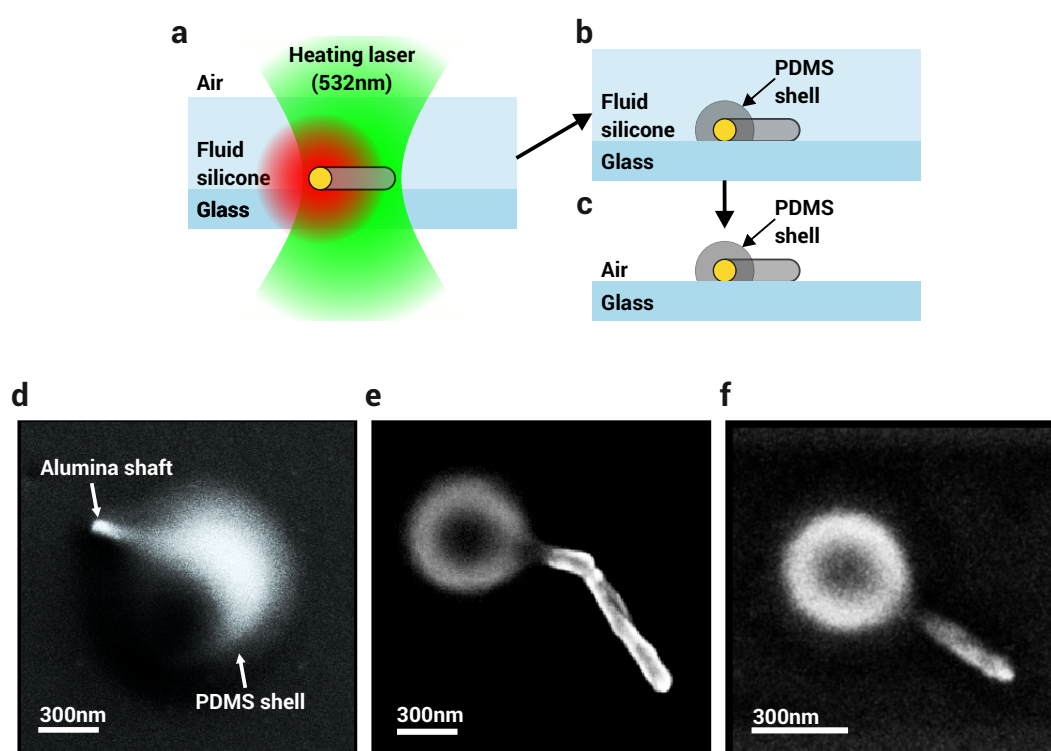 a
Heating laser
(532nm)
Air
Fluid
silicone
Glass
b
PDMS
shell
Fluid
silicone
Glass
c
PDMS
shell
Air
Glass
d
Alumina shaft
PDMS shell
300nm
e
300nm
f
300nm